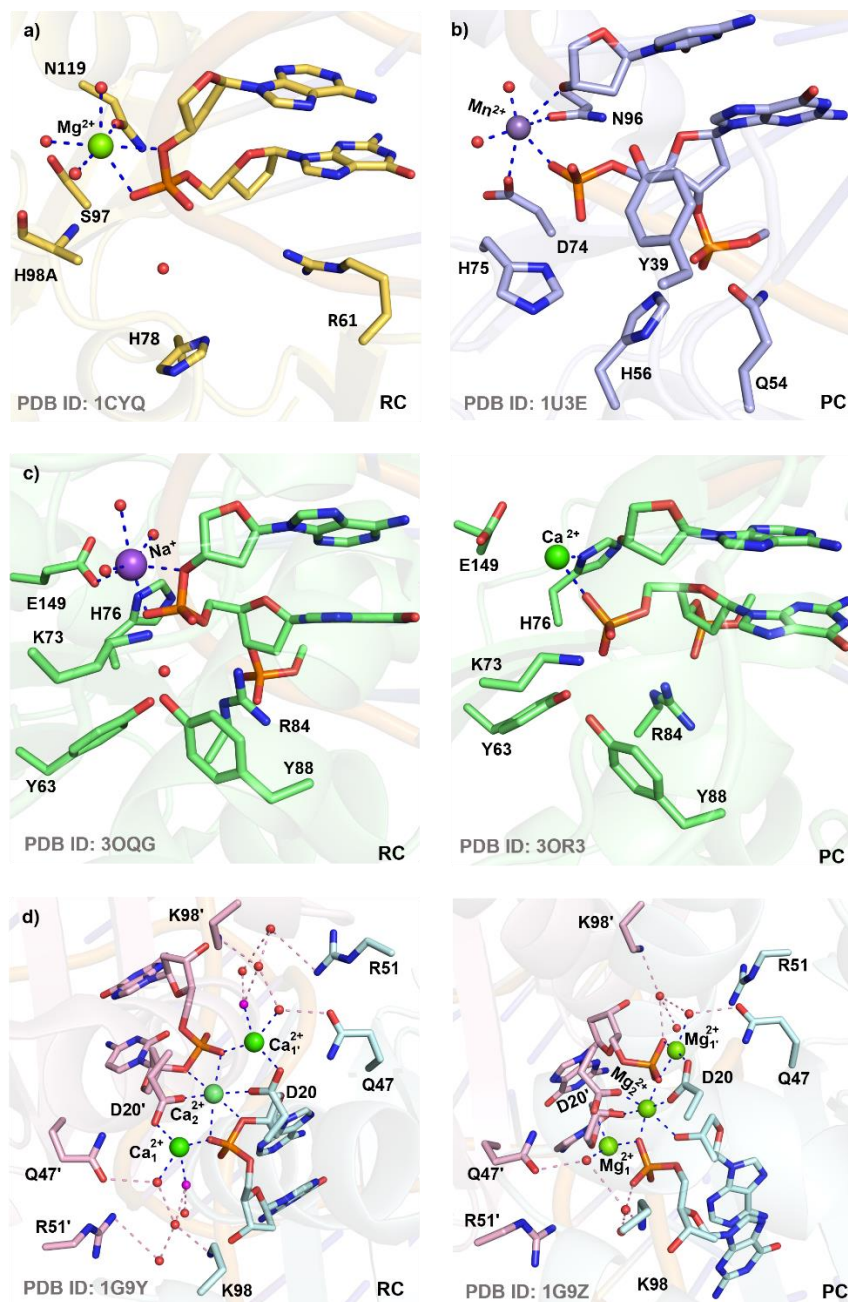 a)
N119
Mg2+
S97
H98A
R61
H78
PDB ID: 1CYQ
RC
b)
Mn2+
N96
D74
Y39
H75
H56
Q54
PDB ID: 1U3E
PC
c)
Na+
E149
H76
K73
R84
Y63
Y88
PDB ID: 3OQG
RC
Ca 2+
E149
H76
K73
R84
Y63
Y88
PDB ID: 3OR3
PC
d)
K98'
R51
Ca2+1'
Q47
D20'
D20
Ca2+2
Ca2+1
Q47'
R51'
K98
PDB ID: 1G9Y
RC
K98'
R51
Mg2+1'
Q47
Mg2+2
D20
D20'
Mg2+1
Q47'
R51'
K98
PDB ID: 1G9Z
PC